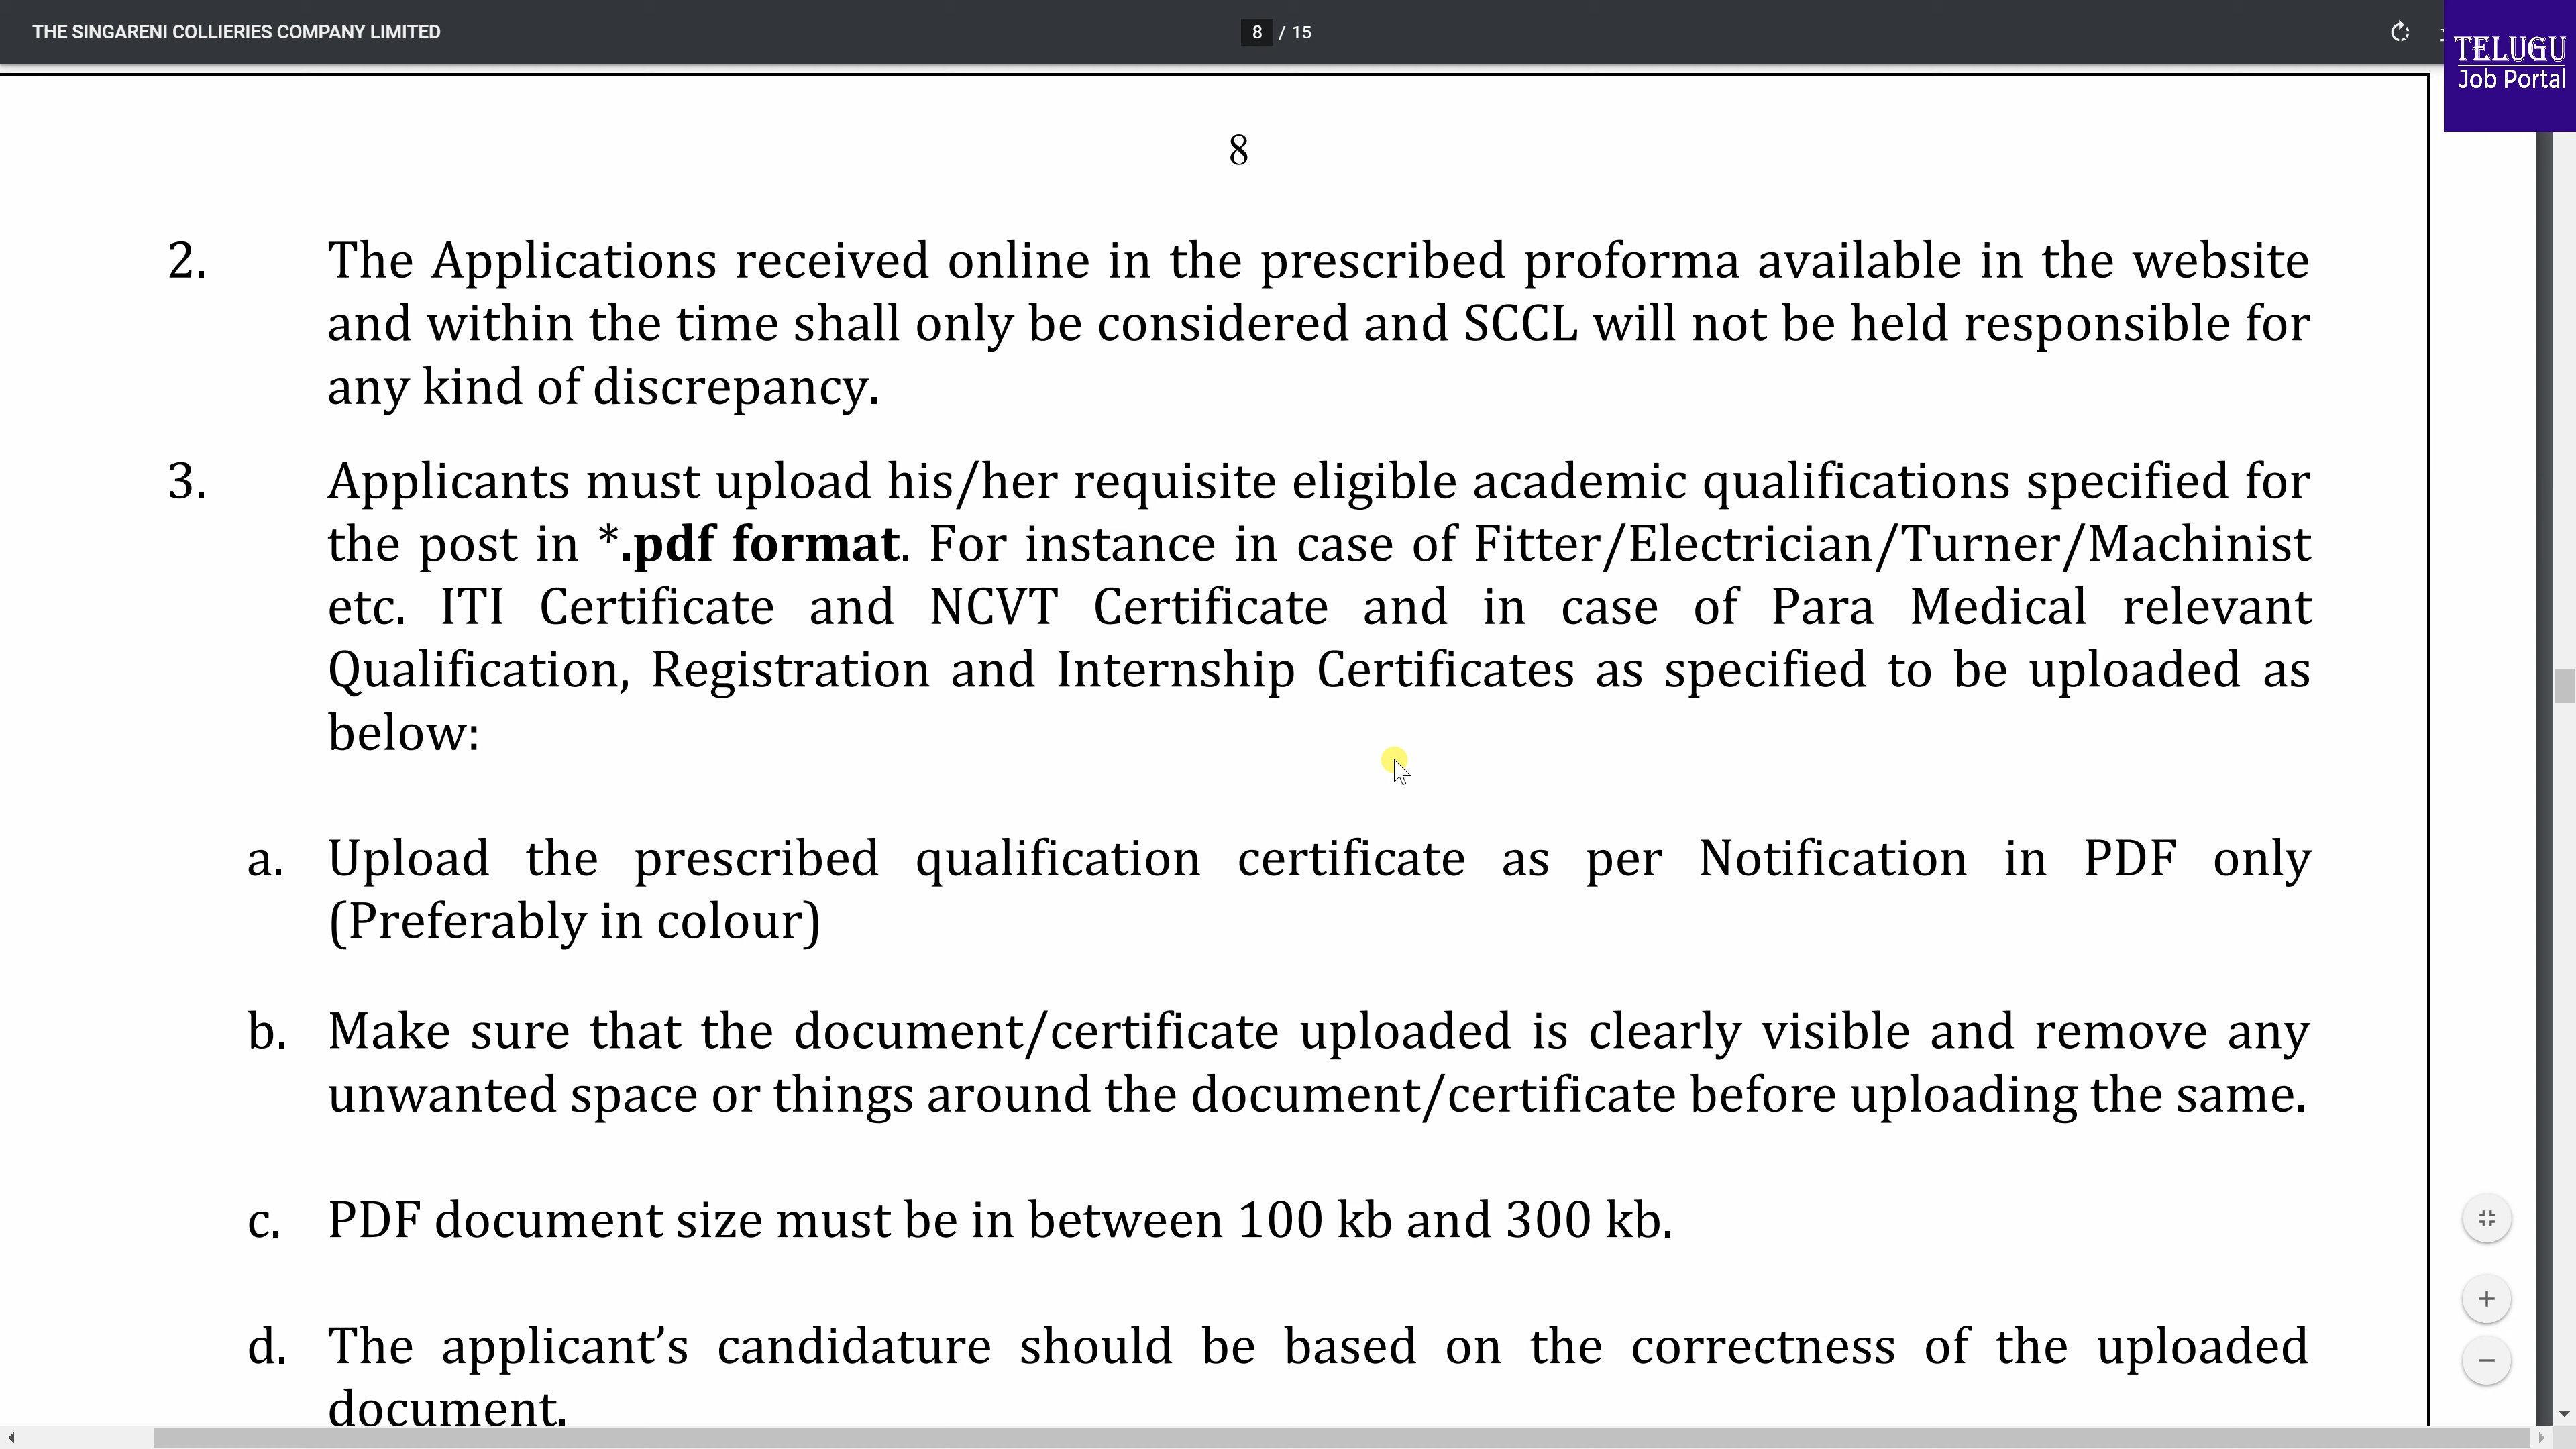 THE SINGARENI COLLIERIES COMPANY LIMITED
8 / 15
TELUGU
Job Portal
8
2. The Applications received online in the prescribed proforma available in the website
and within the time shall only be considered and SCCL will not be held responsible for
any kind of discrepancy.
3. Applicants must upload his/her requisite eligible academic qualifications specified for
the post in *.pdf format. For instance in case of Fitter/Electrician/Turner/Machinist
etc. ITI Certificate and NCVT Certificate and in case of Para Medical relevant
Qualification, Registration and Internship Certificates as specified to be uploaded as
below:
a. Upload the prescribed qualification certificate as per Notification in PDF only
(Preferably in colour)
b. Make sure that the document/certificate uploaded is clearly visible and remove any
unwanted space or things around the document/certificate before uploading the same.
c. PDF document size must be in between 100 kb and 300 kb.
d. The applicant’s candidature should be based on the correctness of the uploaded
document.